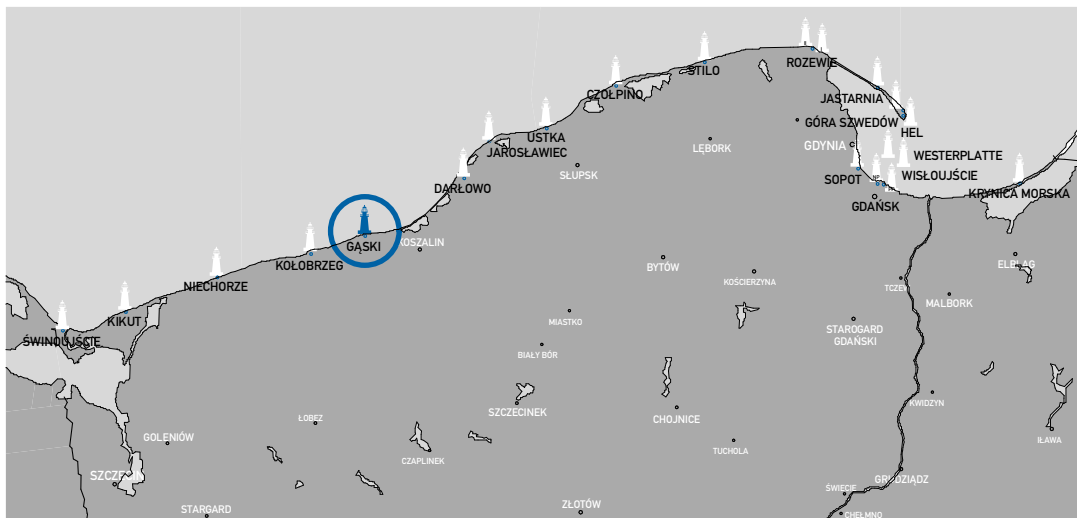 ROZEWIE
STILO
CZOŁPINO
JASTARNIA
GÓRA SZWEDÓW
HEL
USTKA
JAROSŁAWIEC
LĘBORK
GDYNIA
WESTERPLATTE
SŁUPSK
SOPOT
WISŁOUJŚCIE
NP
DARŁOWO
KRYNICA MORSKA
GDAŃSK
GĄSKI
KOSZALIN
KOŁOBRZEG
BYTÓW
ELBLĄG
KOŚCIERZYNA
TCZEW
NIECHORZE
MALBORK
KIKUT
MIASTKO
STAROGARD
GDAŃSKI
ŚWINOUJŚCIE
BIAŁY BÓR
SZCZECINEK
KWIDZYN
CHOJNICE
ŁOBEZ
GOLENIÓW
IŁAWA
TUCHOLA
CZAPLINEK
SZCZECIN
GRUDZIĄDZ
ŚWIECIE
ZŁOTÓW
STARGARD
CHEŁMNO